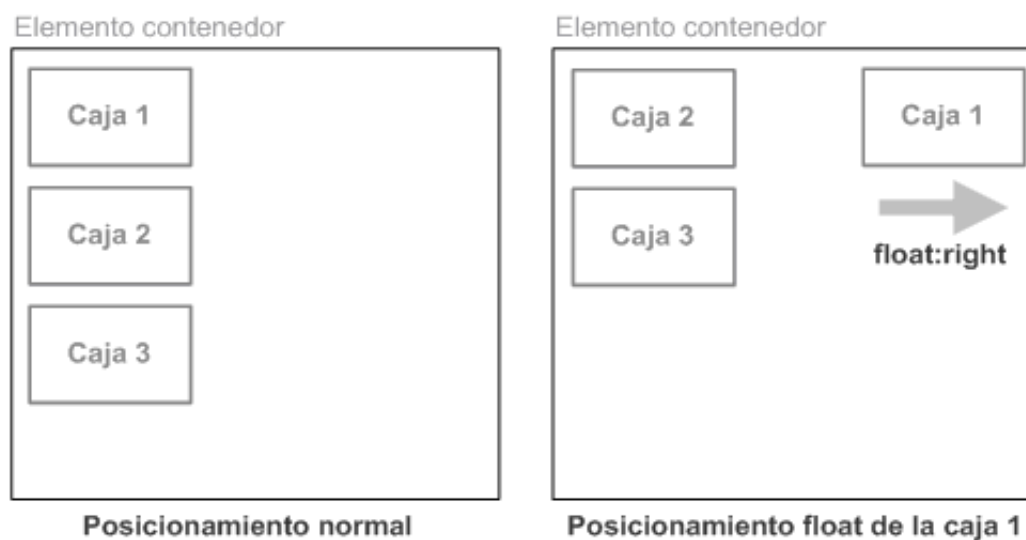 Elemento contenedor
Caja 1
Caja 2
Caja 3
Posicionamiento normal
Elemento contenedor
Caja 2
Caja 1
Caja 3
float:right
Posicionamiento float de la caja 1